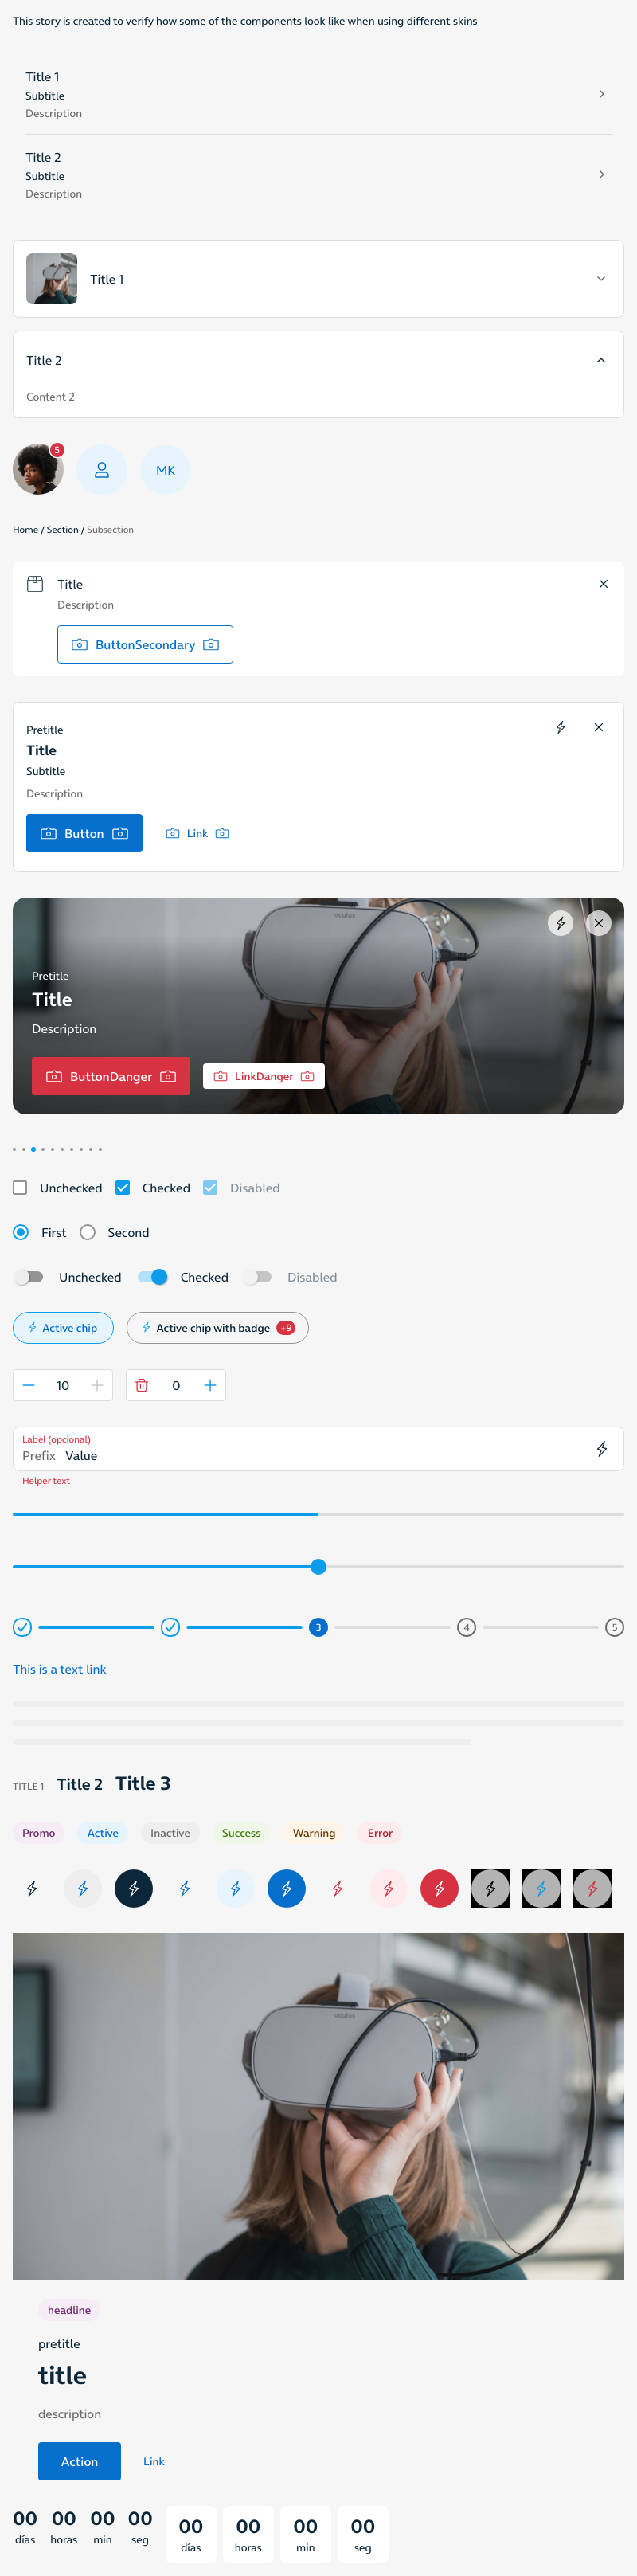 This story is created to verify how some of the components look like when using different skins
Title 1
Subtitle
Description
Title 2
Subtitle
Description
Title 1
Title 2
Content 2
5
MK
Home / Section / Subsection
Title
Description
ButtonSecondary
Pretitle
Title
Subtitle
Description
Button Link
oculus
Pretitle
Title
Description
ButtonDanger LinkDanger
Unchecked Checked Disabled
First Second
Unchecked Checked Disabled
Active chip Active chip with badge +9
10 0
Label (optional)
Prefix Value
Helper text
3 4 5
This is a text link
TITLE 1 Title 2 Title 3
Promo Active Inactive Success Warning Error
oculus
headline
pretitle
title
description
Action Link
00 00 00 00 00 00 00 00
días horas min seg días horas min seg